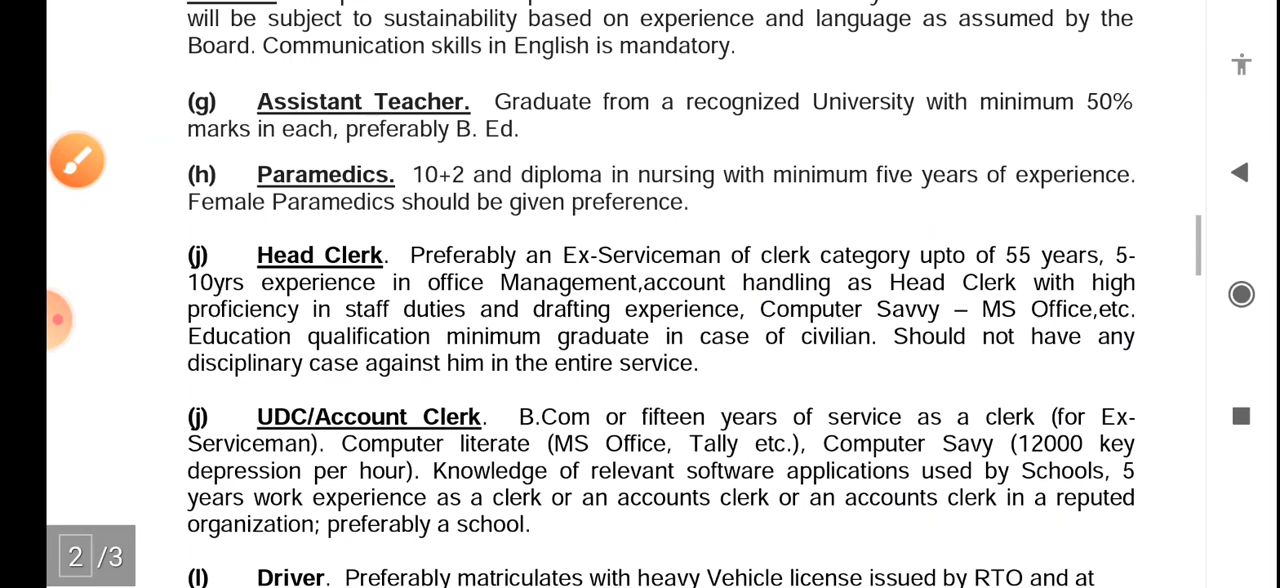 will be subject to sustainability based on experience and language as assumed by the
Board. Communication skills in English is mandatory.
(g) Assistant Teacher. Graduate from a recognized University with minimum 50%
marks in each, preferably B. Ed.
(h) Paramedics. 10+2 and diploma in nursing with minimum five years of experience.
Female Paramedics should be given preference.
(j) Head Clerk. Preferably an Ex-Serviceman of clerk category upto of 55 years, 5-
10yrs experience in office Management,account handling as Head Clerk with high
proficiency in staff duties and drafting experience, Computer Savvy – MS Office,etc.
Education qualification minimum graduate in case of civilian. Should not have any
disciplinary case against him in the entire service.
(j) UDC/Account Clerk. B.Com or fifteen years of service as a clerk (for Ex-
Serviceman). Computer literate (MS Office, Tally etc.), Computer Savy (12000 key
depression per hour). Knowledge of relevant software applications used by Schools, 5
years work experience as a clerk or an accounts clerk or an accounts clerk in a reputed
organization; preferably a school.
2 /3
(l) Driver. Preferably matriculates with heavy Vehicle license issued by RTO and at